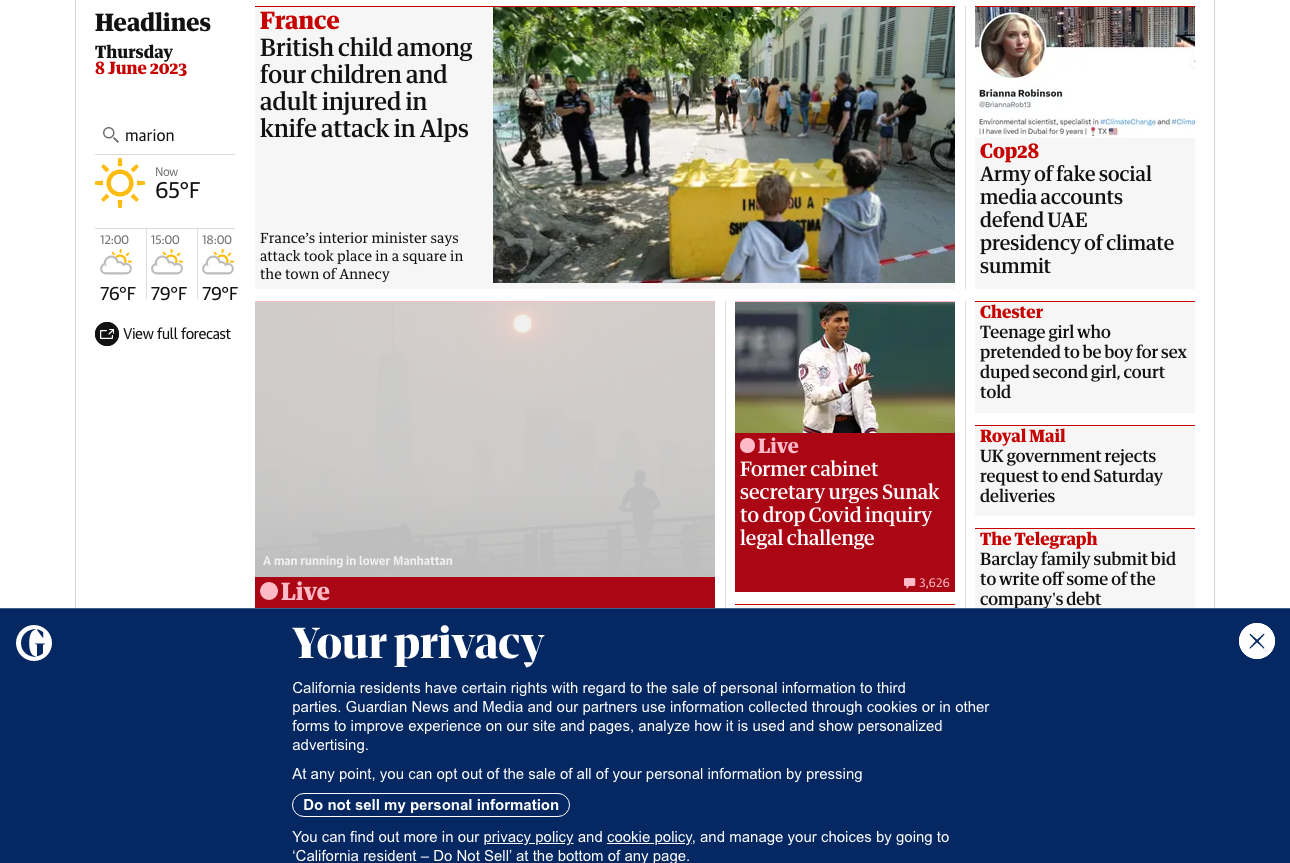 Headlines
Thursday
8 June 2023
marion
Now
65°F
12:00
15:00
18:00
76°F
79°F
79°F
View full forecast
France
British child among
four children and
adult injured in
knife attack in Alps
France’s interior minister says
attack took place in a square in
the town of Annecy
Brianna Robinson
@BriannaRob13
Environmental scientist, specialist in #ClimateChange and #Clima
| I have lived in Dubai for 9 years | TX
Cop28
Army of fake social
media accounts
defend UAE
presidency of climate
summit
A man running in lower Manhattan
Live
Live
Former cabinet
secretary urges Sunak
to drop Covid inquiry
legal challenge
3,626
Chester
Teenage girl who
pretended to be boy for sex
duped second girl, court
told
Royal Mail
UK government rejects
request to end Saturday
deliveries
The Telegraph
Barclay family submit bid
to write off some of the
company's debt
Your privacy
California residents have certain rights with regard to the sale of personal information to third
parties. Guardian News and Media and our partners use information collected through cookies or in other
forms to improve experience on our site and pages, analyze how it is used and show personalized
advertising.
At any point, you can opt out of the sale of all of your personal information by pressing
Do not sell my personal information
You can find out more in our privacy policy and cookie policy, and manage your choices by going to
‘California resident – Do Not Sell’ at the bottom of any page.